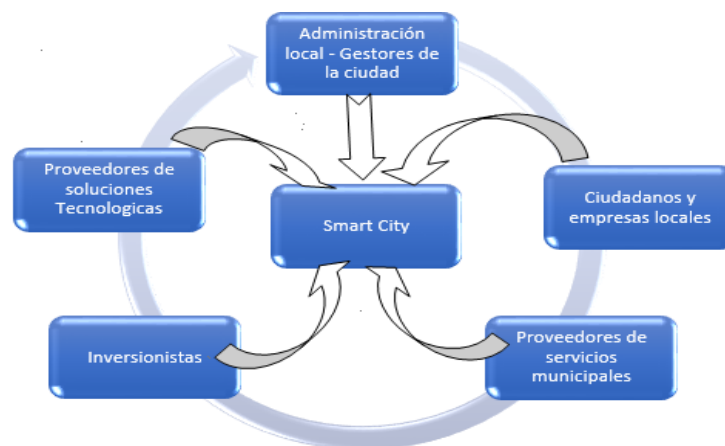 Administración
local - Gestores de
la ciudad
Proveedores de
soluciones
Tecnologicas
Ciudadanos y
empresas locales
Smart City
Inversionistas
Proveedores de
servicios
municipales